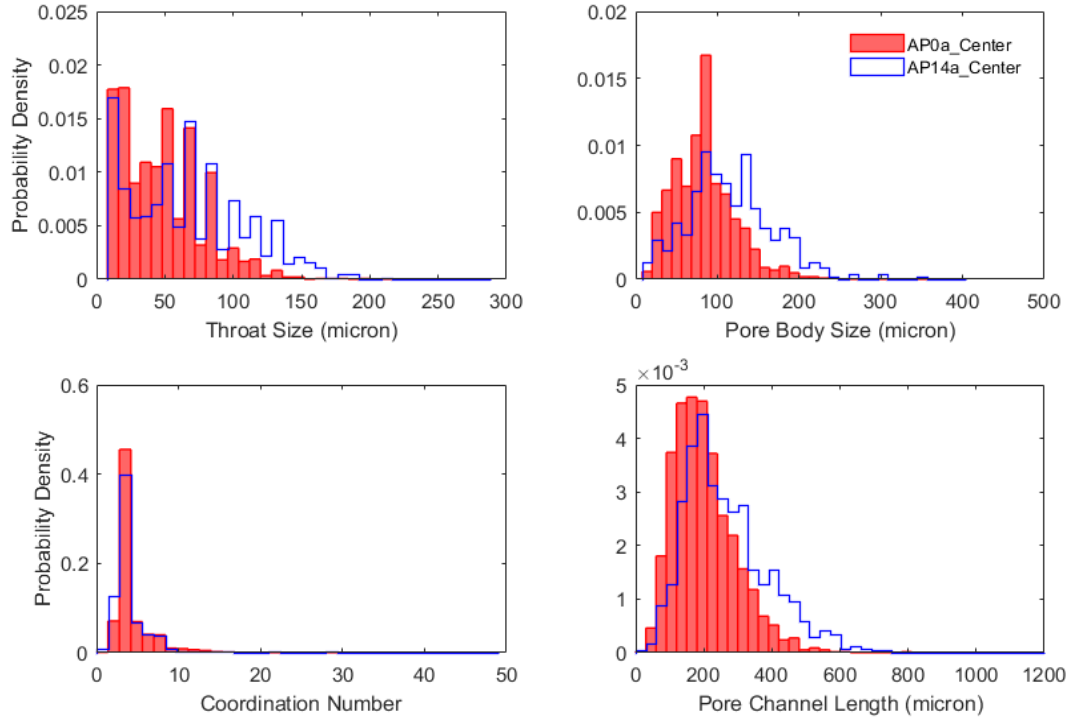 0.025
0.02
0.015
0.01
0.005
0
0 50 100 150 200 250 300
Probability Density
Throat Size (micron)
0.02
0.015
0.01
0.005
0
0 100 200 300 400 500
AP0a_Center
AP14a_Center
Pore Body Size (micron)
0.6
0.4
0.2
0
0 10 20 30 40 50
Probability Density
Coordination Number
×10⁻³
5
4
3
2
1
0
0 200 400 600 800 1000 1200
Pore Channel Length (micron)